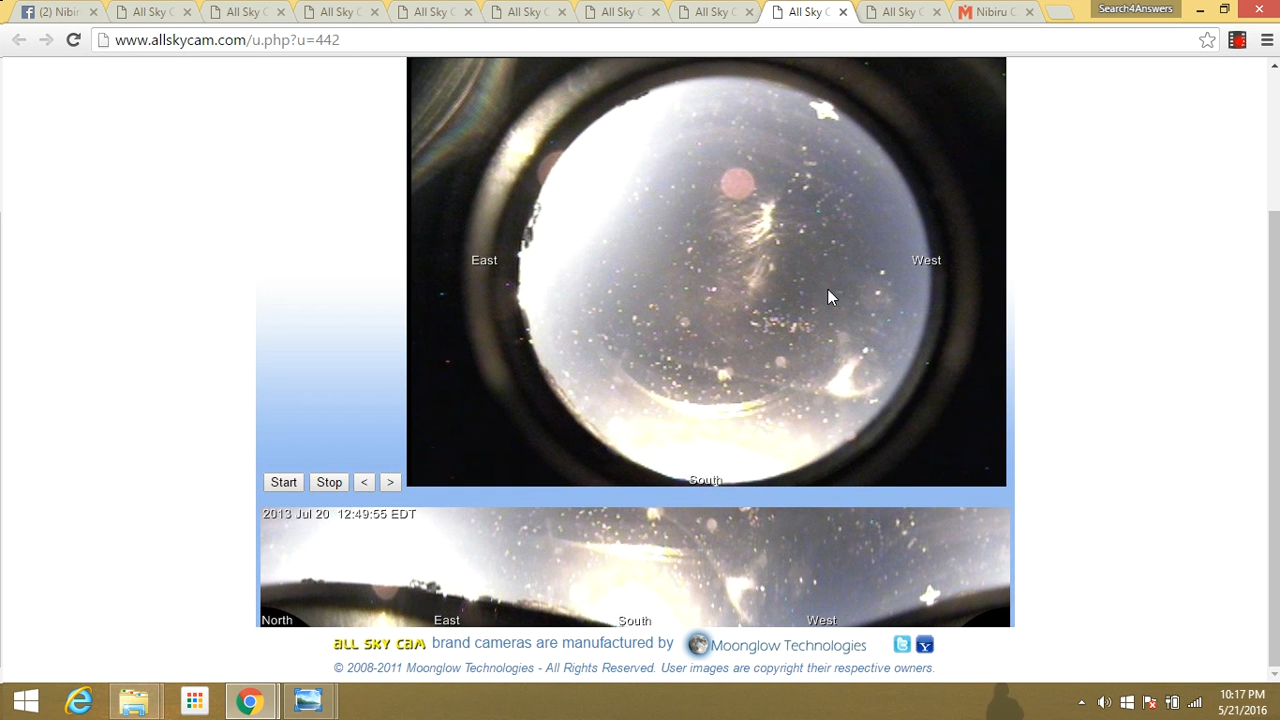 (2) Nibi
All Sky C
All Sky C
All Sky C
All Sky C
All Sky C
All Sky C
All Sky C
All Sky C
All Sky C
Nibiru C
Search4Answers
www.allskycam.com/u.php?u=442
East
West
South
Start Stop < >
2013 Jul 20 12:49:55 EDT
North East South West
all sky cam brand cameras are manufactured by Moonglow Technologies
© 2008-2011 Moonglow Technologies - All Rights Reserved. User images are copyright their respective owners.
10:17 PM
5/21/2016